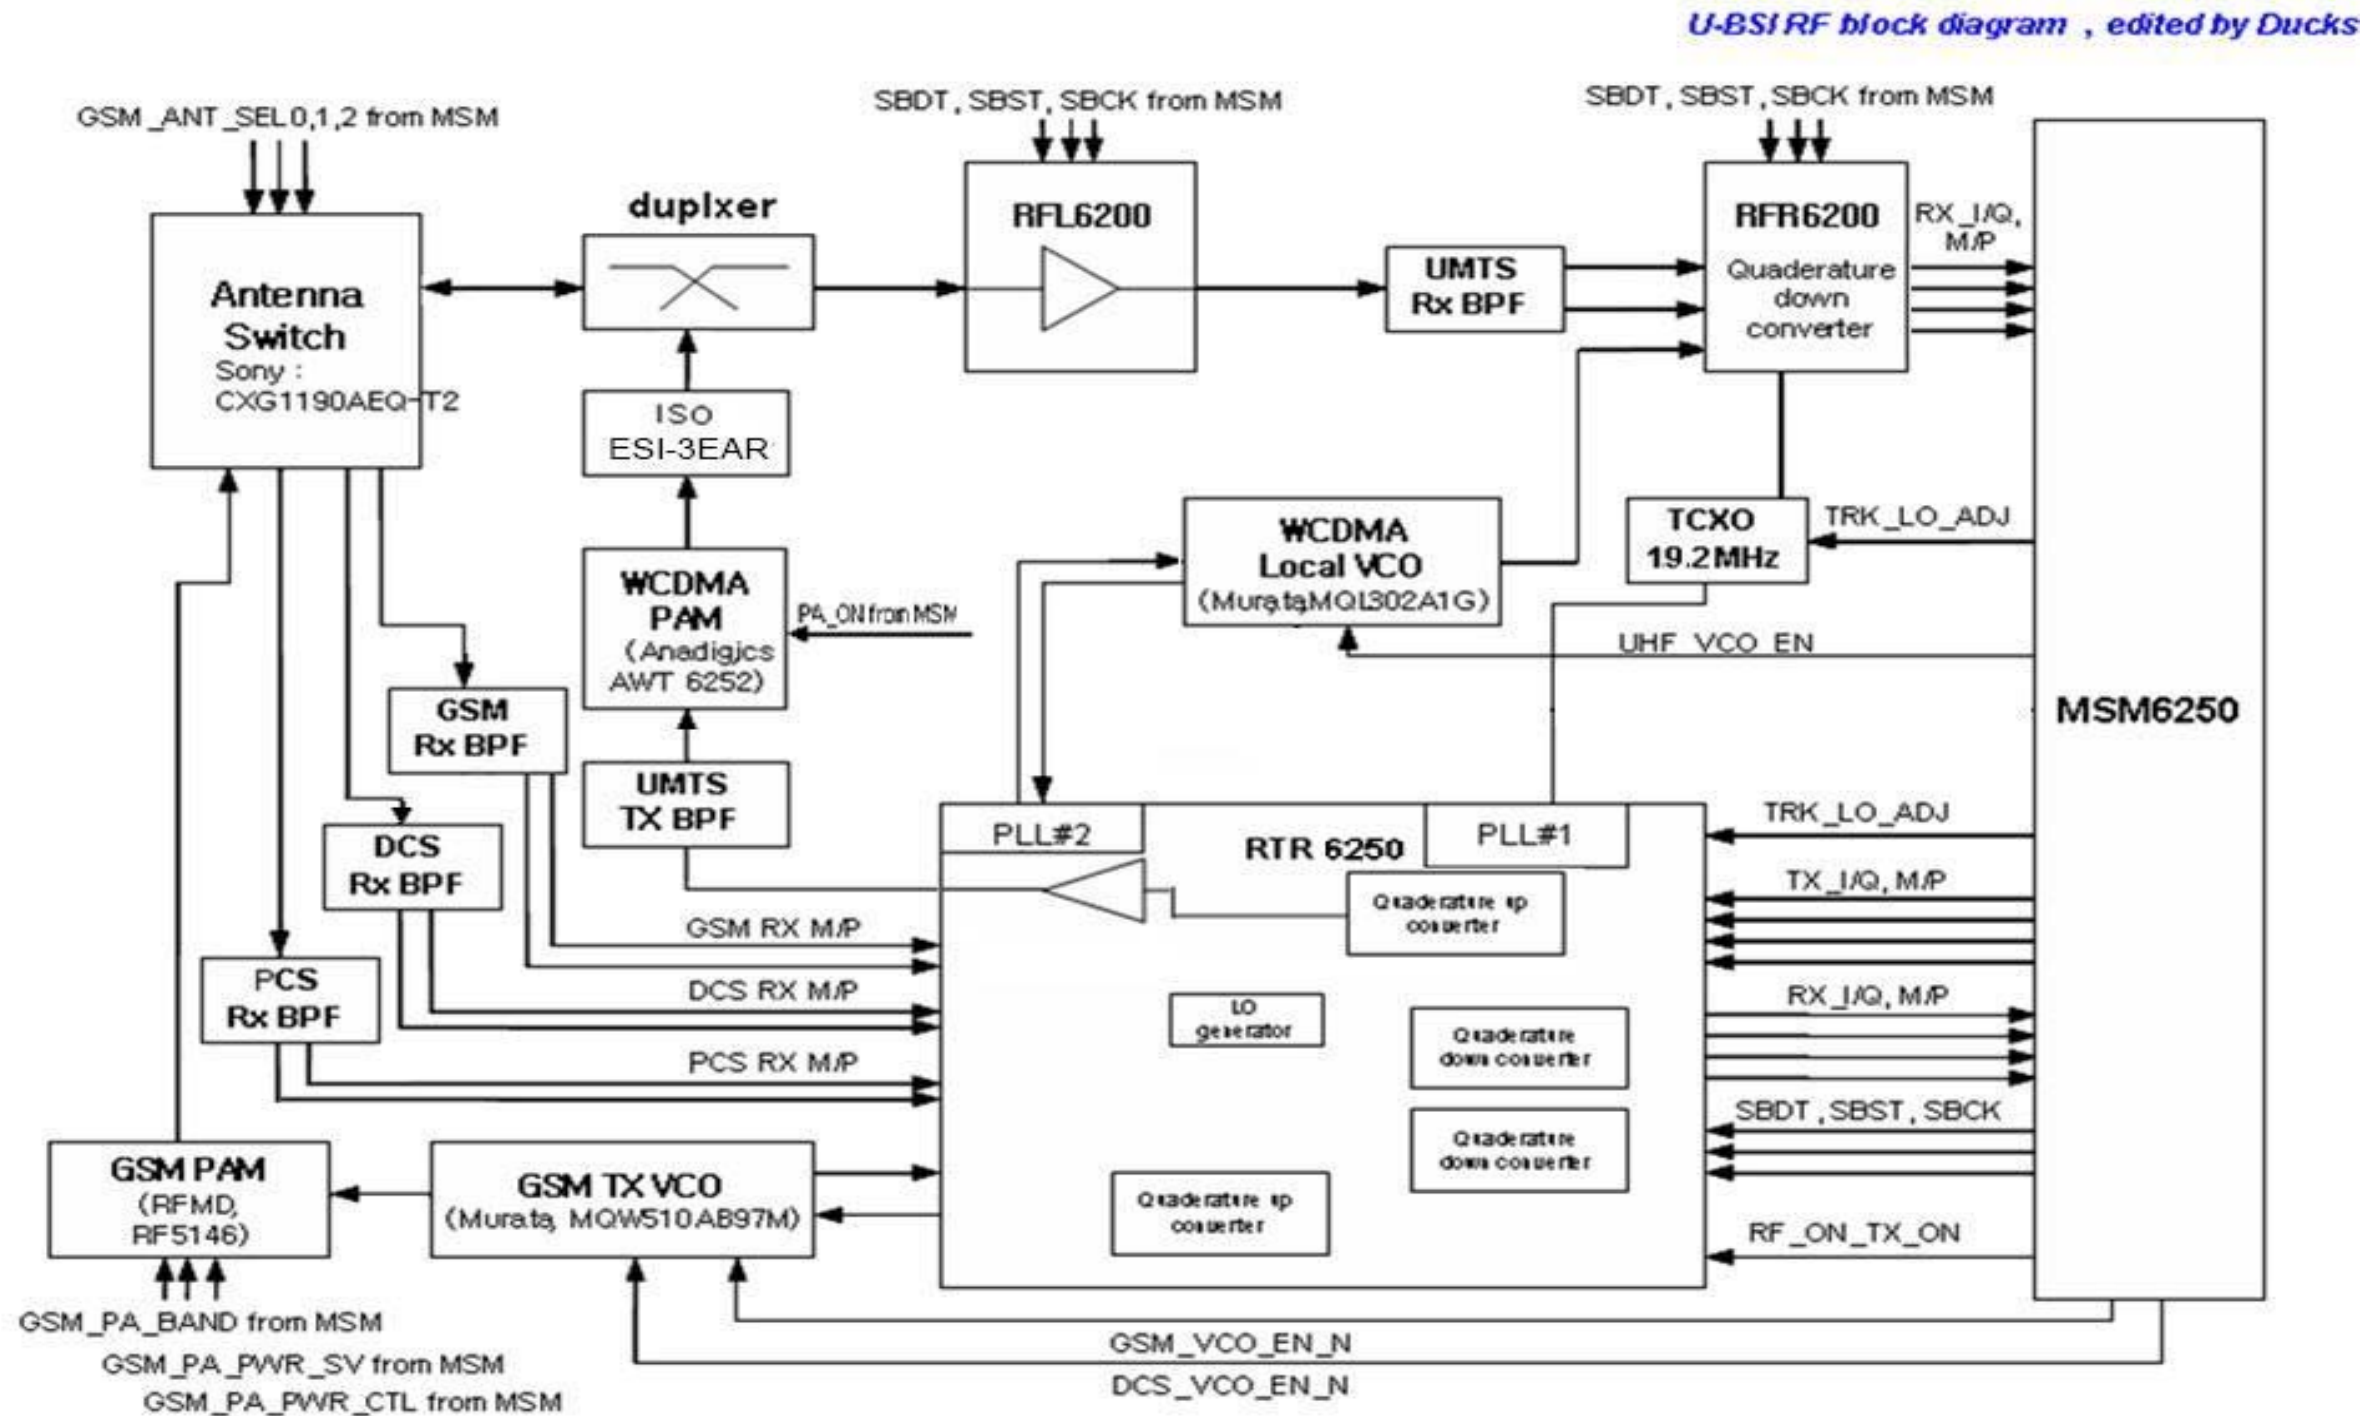 U-BSI RF block diagram , edited by Ducks
GSM_ANT_SEL0,1,2 from MSM
SBDT, SBST, SBCK from MSM
SBDT, SBST, SBCK from MSM
Antenna
Switch
Sony :
CXG1190AEQ-T2
duplxer
RFL6200
UMTS
Rx BPF
RFR6200
Quaderature
down
converter
RX_I/Q,
M/P
ISO
ESI-3EAR
WCDMA
PAM
(Anadigics
AWT 6252)
PA_ON from MSM
WCDMA
Local VCO
(Murata,MQL302A1G)
TCXO
19.2MHz
TRK_LO_ADJ
UHF_VCO_EN
MSM6250
GSM
Rx BPF
UMTS
TX BPF
DCS
Rx BPF
PCS
Rx BPF
PLL#2
RTR 6250
PLL#1
Quaderature up
converter
LO
generator
Quaderature
down converter
Quaderature
down converter
Quaderature up
converter
GSM RX M/P
DCS RX M/P
PCS RX M/P
TRK_LO_ADJ
TX_I/Q, M/P
RX_I/Q, M/P
SBDT, SBST, SBCK
RF_ON_TX_ON
GSM PAM
(RFMD,
RF5146)
GSM TX VCO
(Murata, MQW510AB97M)
GSM_PA_BAND from MSM
GSM_PA_PWR_SV from MSM
GSM_PA_PWR_CTL from MSM
GSM_VCO_EN_N
DCS_VCO_EN_N